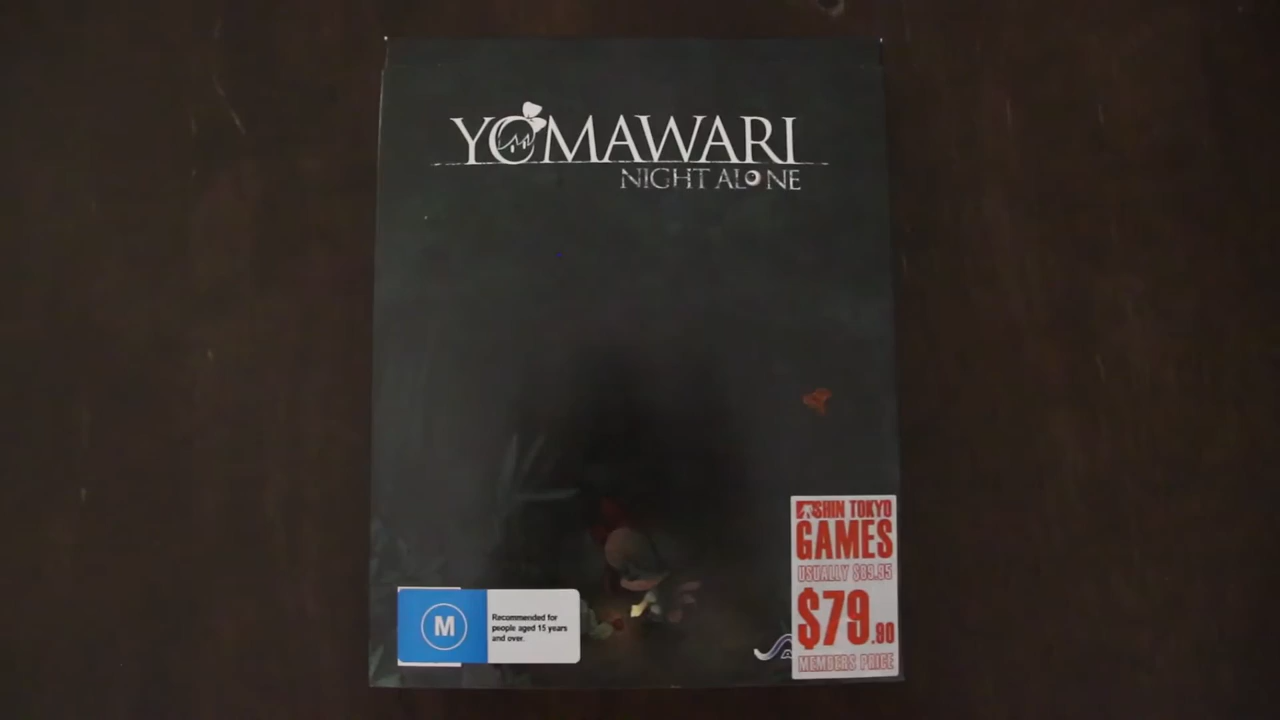 YOMAWARI
NIGHT ALONE
M
Recommended for
people aged 15 years
and over.
SHIN TOKYO
GAMES
USUALLY $89.95
$79.90
MEMBERS PRICE